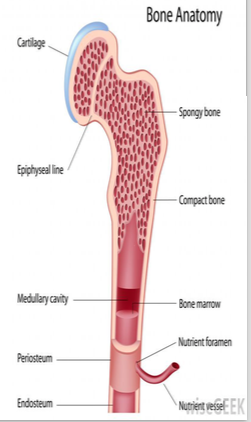 Bone Anatomy
Cartilage
Spongy bone
Epiphyseal line
Compact bone
Medullary cavity
Bone marrow
Nutrient foramen
Periosteum
Endosteum
Nutrient vessel
wiseGEEK